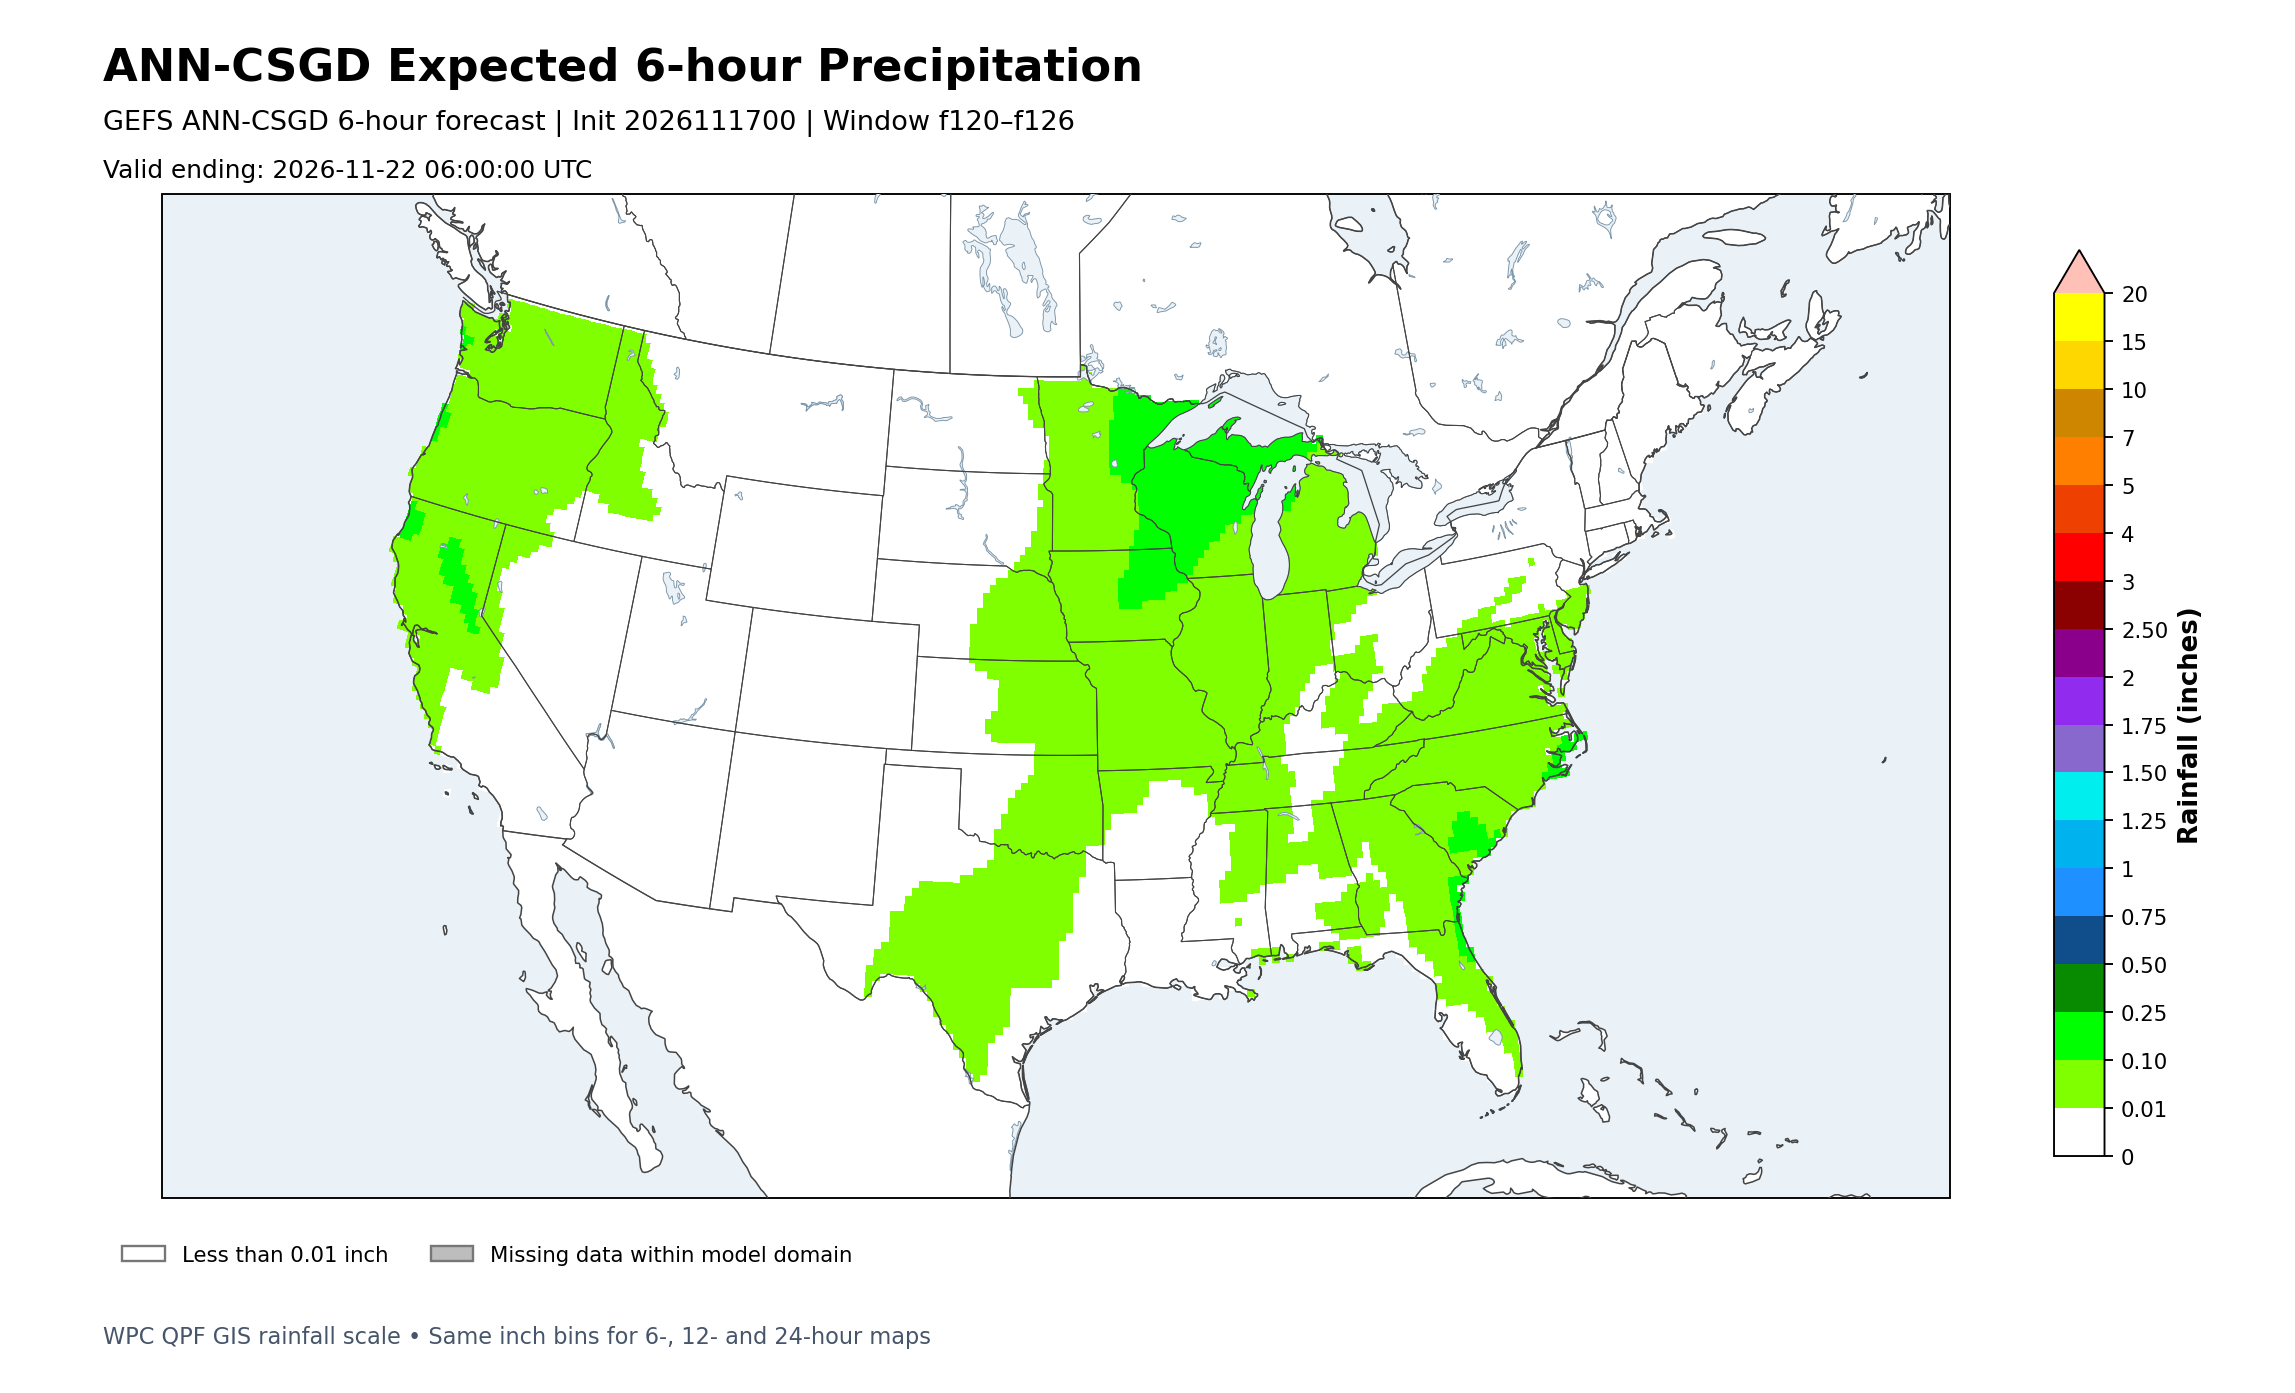 ANN-CSGD Expected 6-hour Precipitation
GEFS ANN-CSGD 6-hour forecast | Init 2026111700 | Window f120–f126
Valid ending: 2026-11-22 06:00:00 UTC
20
15
10
7
5
4
3
2.50
2
1.75
1.50
1.25
1
0.75
0.50
0.25
0.10
0.01
0
Rainfall (inches)
Less than 0.01 inch
Missing data within model domain
WPC QPF GIS rainfall scale • Same inch bins for 6-, 12- and 24-hour maps